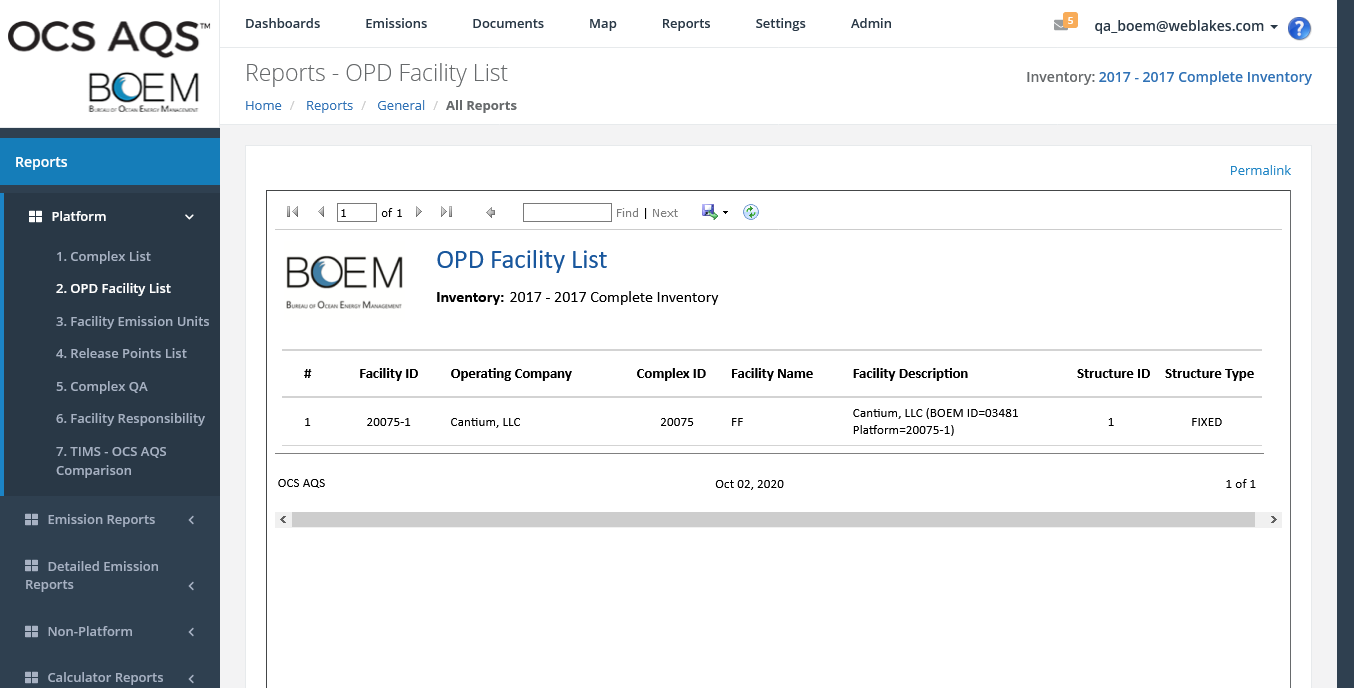 OCS AQS™
BOEM
BUREAU OF OCEAN ENERGY MANAGEMENT
Dashboards Emissions Documents Map Reports Settings Admin
5
qa_boem@weblakes.com
?
Reports - OPD Facility List
Inventory: 2017 - 2017 Complete Inventory
Home / Reports / General / All Reports
Reports
Platform
1. Complex List
2. OPD Facility List
3. Facility Emission Units
4. Release Points List
5. Complex QA
6. Facility Responsibility
7. TIMS - OCS AQS
Comparison
Emission Reports
Detailed Emission
Reports
Non-Platform
Calculator Reports
Permalink
1 of 1 Find | Next
BOEM
BUREAU OF OCEAN ENERGY MANAGEMENT
OPD Facility List
Inventory: 2017 - 2017 Complete Inventory
# Facility ID Operating Company Complex ID Facility Name Facility Description Structure ID Structure Type
1 20075-1 Cantium, LLC 20075 FF Cantium, LLC (BOEM ID=03481 1 FIXED
Platform=20075-1)
OCS AQS Oct 02, 2020 1 of 1